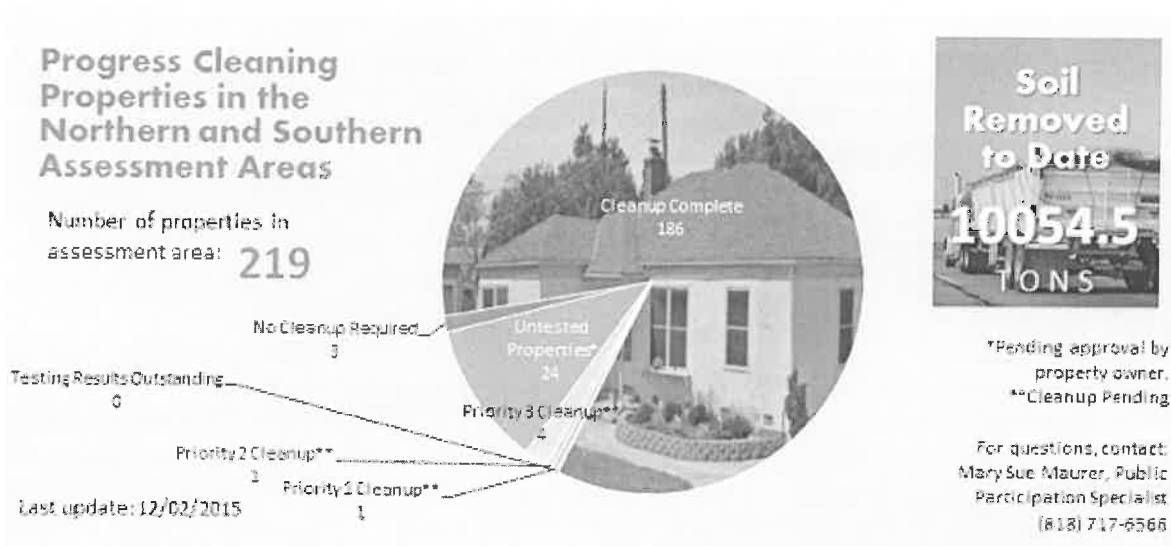 Progress Cleaning
Properties in the
Northern and Southern
Assessment Areas
Number of properties in
assessment area: 219
Cleanup Complete
186
No Cleanup Required
3
Untested
Properties*
24
Testing Results Outstanding
0
Priority 3 Cleanup**
4
Priority 2 Cleanup**
1
Priority 1 Cleanup**
1
Last update: 12/02/2015
Soil
Removed
to Date
10054.5
TONS
*Pending approval by
property owner.
**Cleanup Pending
For questions, contact:
Mary Sue Maurer, Public
Participation Specialist
(818) 717-6566